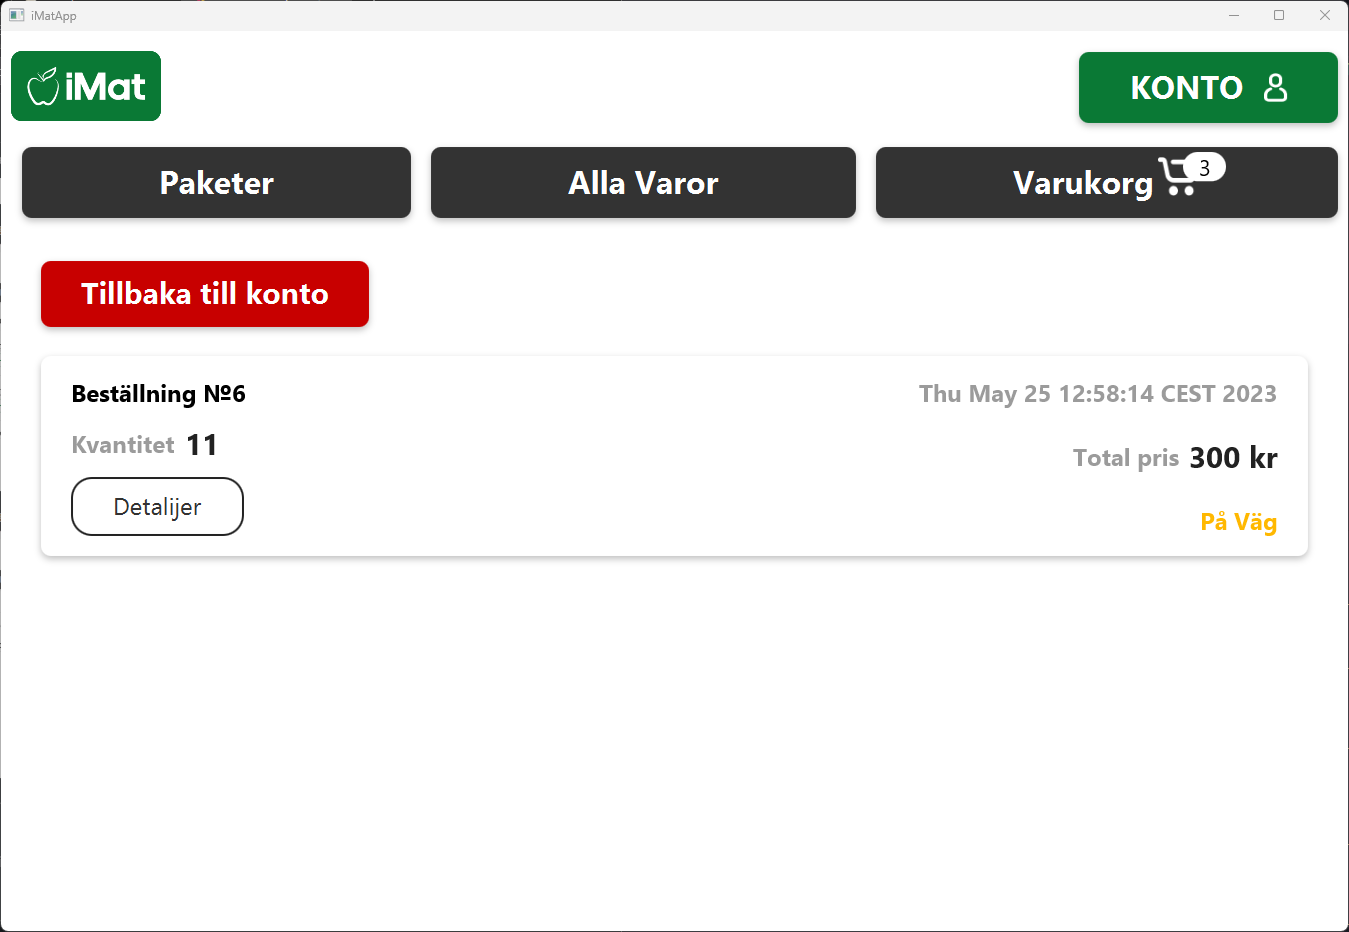 iMatApp
iMat
KONTO
Paketer
Alla Varor
Varukorg 3
Tillbaka till konto
Beställning №6
Thu May 25 12:58:14 CEST 2023
Kvantitet 11
Total pris 300 kr
Detalijer
På Väg